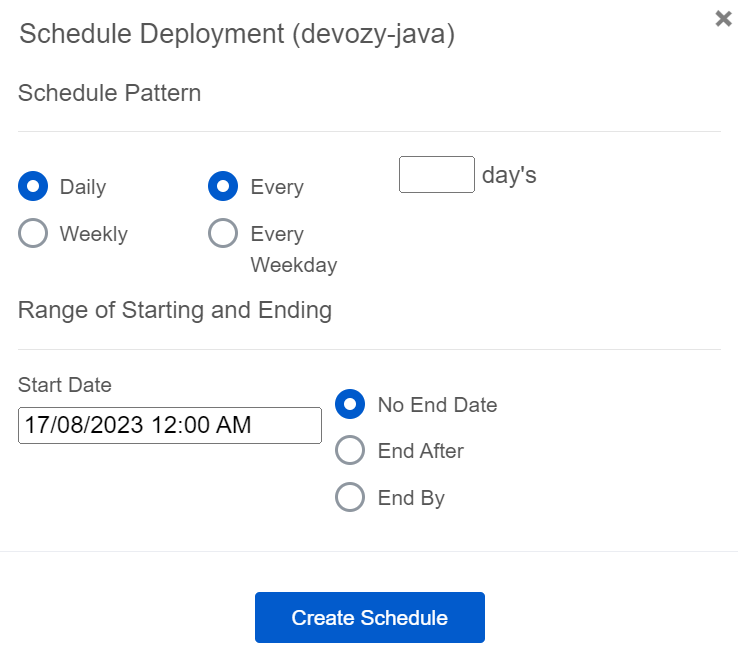 Schedule Deployment (devozy-java)
Schedule Pattern
Daily
Every
day's
Weekly
Every
Weekday
Range of Starting and Ending
Start Date
17/08/2023 12:00 AM
No End Date
End After
End By
Create Schedule